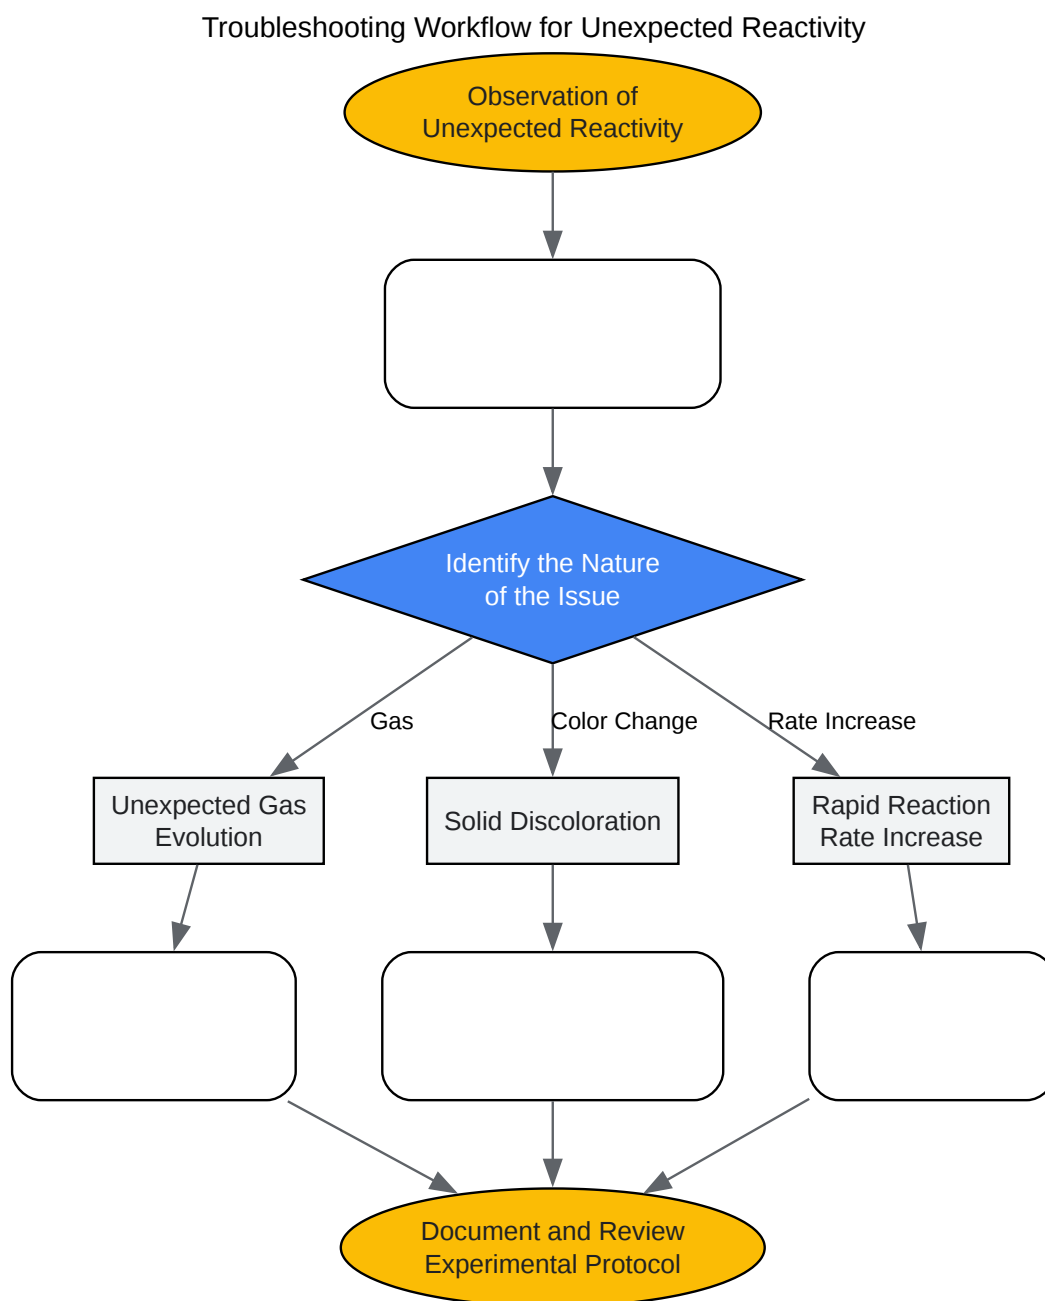 Troubleshooting Workflow for Unexpected Reactivity
Observation of
Unexpected Reactivity
Identify the Nature
of the Issue
Gas
Color Change
Rate Increase
Unexpected Gas
Evolution
Solid Discoloration
Rapid Reaction
Rate Increase
Document and Review
Experimental Protocol